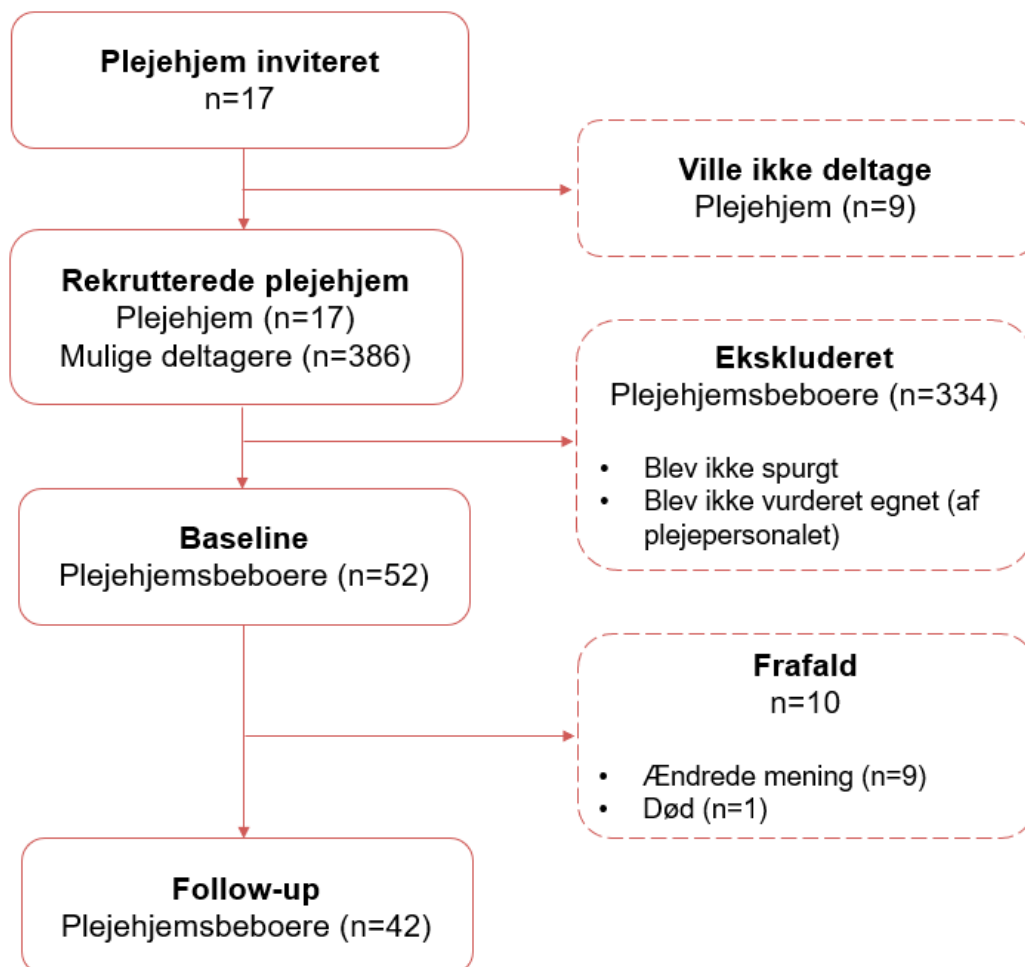 Plejehjem inviteret
n=17
Ville ikke deltage
Plejehjem (n=9)
Rekrutterede plejehjem
Plejehjem (n=17)
Mulige deltagere (n=386)
Ekskluderet
Plejehjemsbeboere (n=334)
• Blev ikke spurgt
• Blev ikke vurderet egnet (af
plejepersonalet)
Baseline
Plejehjemsbeboere (n=52)
Frafald
n=10
• Ændrede mening (n=9)
• Død (n=1)
Follow-up
Plejehjemsbeboere (n=42)